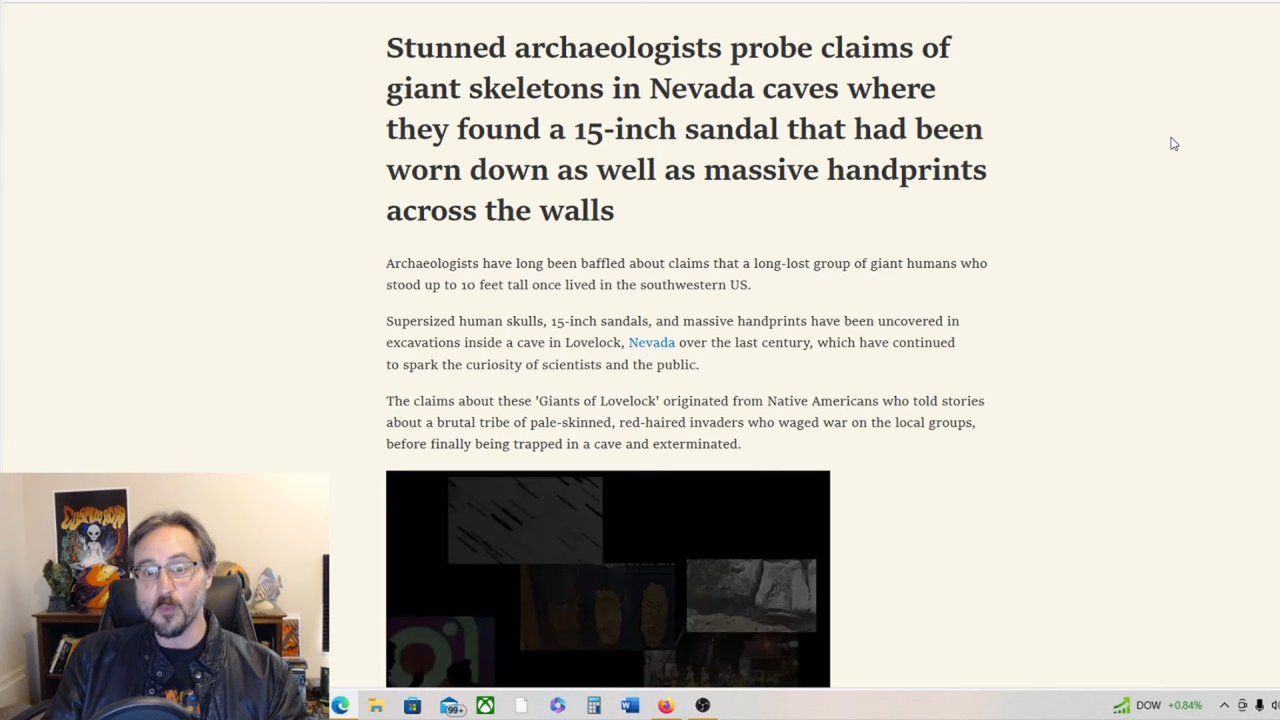 Stunned archaeologists probe claims of
giant skeletons in Nevada caves where
they found a 15-inch sandal that had been
worn down as well as massive handprints
across the walls
Archaeologists have long been baffled about claims that a long-lost group of giant humans who
stood up to 10 feet tall once lived in the southwestern US.
Supersized human skulls, 15-inch sandals, and massive handprints have been uncovered in
excavations inside a cave in Lovelock, Nevada over the last century, which have continued
to spark the curiosity of scientists and the public.
The claims about these 'Giants of Lovelock' originated from Native Americans who told stories
about a brutal tribe of pale-skinned, red-haired invaders who waged war on the local groups,
before finally being trapped in a cave and exterminated.
99+
DOW +0.84%